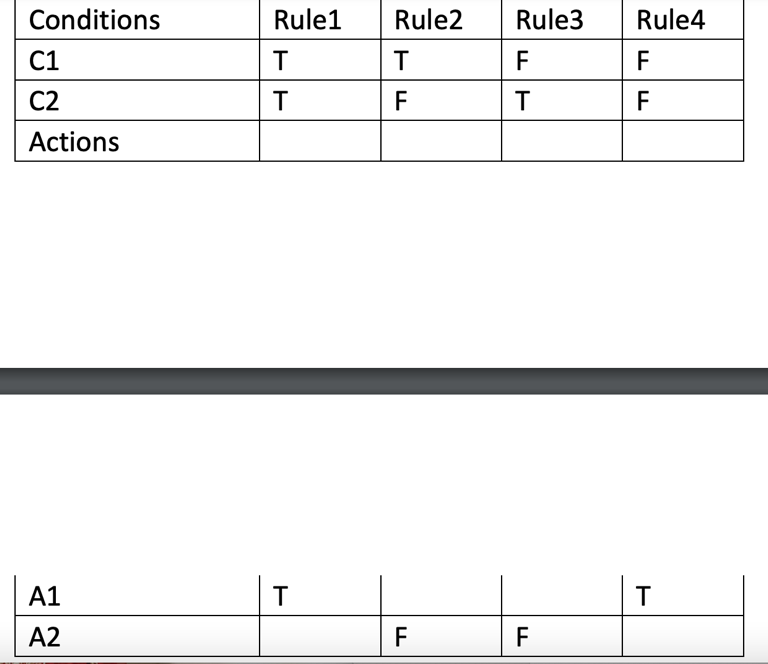 Conditions Rule1 Rule2 Rule3 Rule4
C1 T T F F
C2 T F T F
Actions
A1 T T
A2 F F